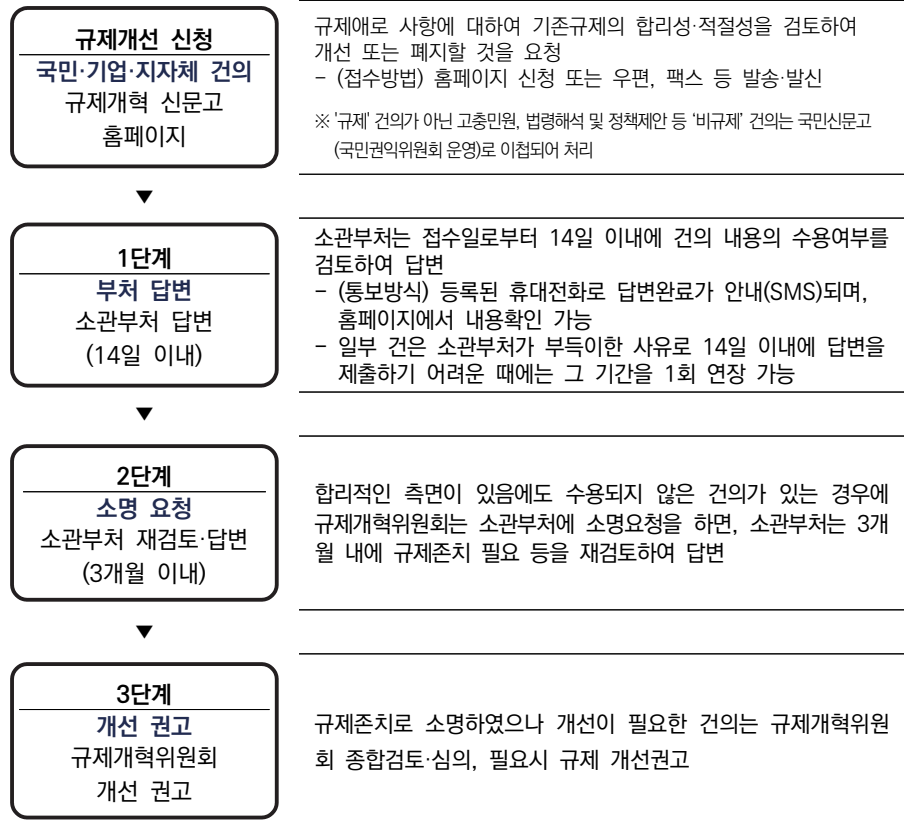 규제개선 신청
국민·기업·지자체 건의
규제개혁 신문고
홈페이지
규제애로 사항에 대하여 기존규제의 합리성·적절성을 검토하여
개선 또는 폐지할 것을 요청
- (접수방법) 홈페이지 신청 또는 우편, 팩스 등 발송·발신
※ '규제' 건의가 아닌 고충민원, 법령해석 및 정책제안 등 ‘비규제’ 건의는 국민신문고
(국민권익위원회 운영)로 이첩되어 처리
▼
1단계
부처 답변
소관부처 답변
(14일 이내)
소관부처는 접수일로부터 14일 이내에 건의 내용의 수용여부를
검토하여 답변
- (통보방식) 등록된 휴대전화로 답변완료가 안내(SMS)되며,
홈페이지에서 내용확인 가능
- 일부 건은 소관부처가 부득이한 사유로 14일 이내에 답변을
제출하기 어려운 때에는 그 기간을 1회 연장 가능
▼
2단계
소명 요청
소관부처 재검토·답변
(3개월 이내)
합리적인 측면이 있음에도 수용되지 않은 건의가 있는 경우에
규제개혁위원회는 소관부처에 소명요청을 하면, 소관부처는 3개
월 내에 규제존치 필요 등을 재검토하여 답변
▼
3단계
개선 권고
규제개혁위원회
개선 권고
규제존치로 소명하였으나 개선이 필요한 건의는 규제개혁위원
회 종합검토·심의, 필요시 규제 개선권고